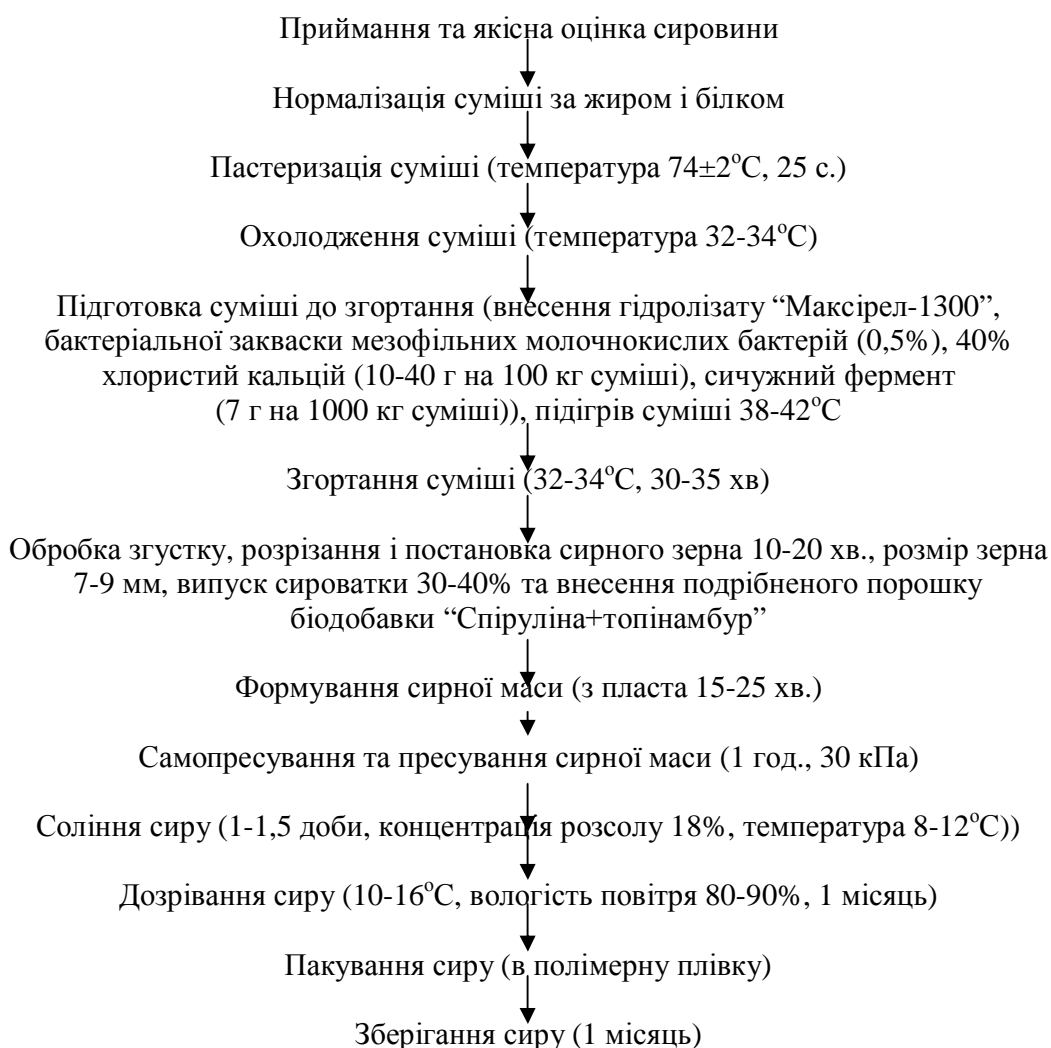 Приймання та якісна оцінка сировини
Нормалізація суміші за жиром і білком
Пастеризація суміші (температура 74±2°С, 25 с.)
Охолодження суміші (температура 32-34°С)
Підготовка суміші до згортання (внесення гідролізату “Максірел-1300”,
бактеріальної закваски мезофільних молочнокислих бактерій (0,5%), 40%
хлористий кальцій (10-40 г на 100 кг суміші), сичужний фермент
(7 г на 1000 кг суміші)), підігрів суміші 38-42°С
Згортання суміші (32-34°С, 30-35 хв)
Обробка згустку, розрізання і постановка сирного зерна 10-20 хв., розмір зерна
7-9 мм, випуск сироватки 30-40% та внесення подрібненого порошку
біодобавки “Спіруліна+топінамбур”
Формування сирної маси (з пласта 15-25 хв.)
Самопресування та пресування сирної маси (1 год., 30 кПа)
Соління сиру (1-1,5 доби, концентрація розсолу 18%, температура 8-12°С))
Дозрівання сиру (10-16°С, вологість повітря 80-90%, 1 місяць)
Пакування сиру (в полімерну плівку)
Зберігання сиру (1 місяць)